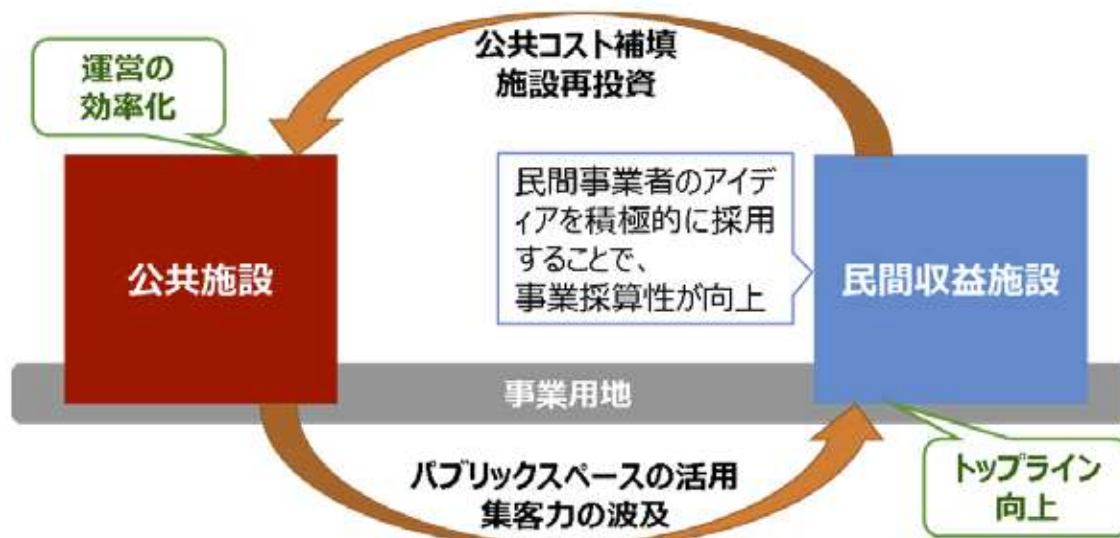 公共コスト補填
施設再投資
運営の
効率化
民間事業者のアイデ
ィアを積極的に採用
することで、
事業採算性が向上
公共施設
民間収益施設
事業用地
パブリックスペースの活用
集客力の波及
トップライン
向上